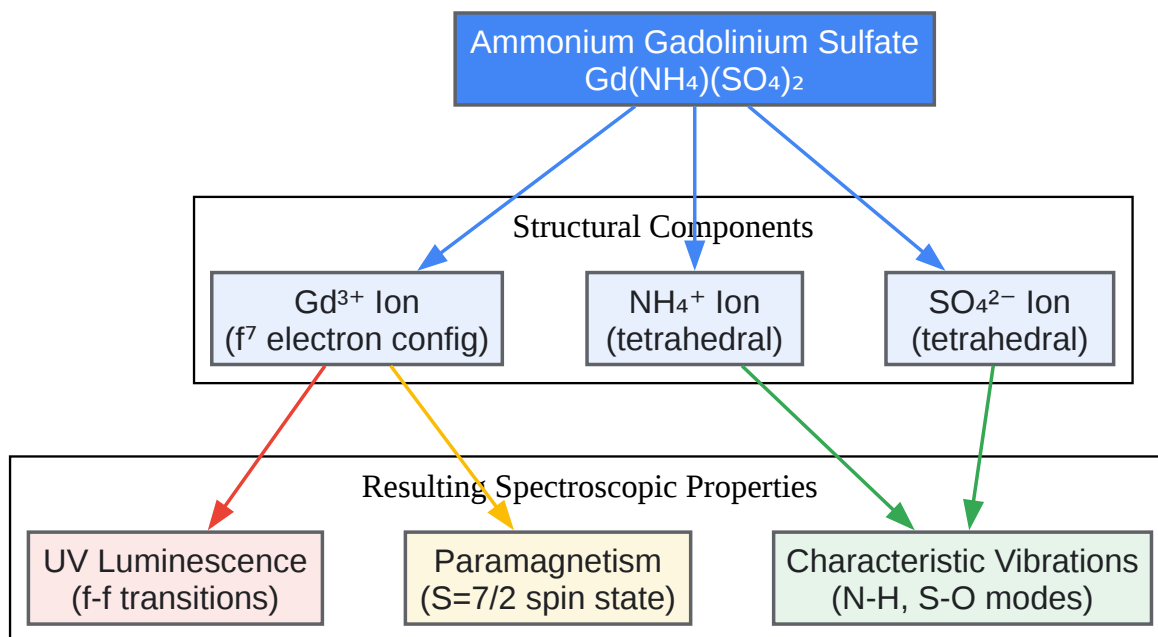 Ammonium Gadolinium Sulfate
Gd(NH₄)(SO₄)₂
Structural Components
Gd³⁺ Ion
(f⁷ electron config)
NH₄⁺ Ion
(tetrahedral)
SO₄²⁻ Ion
(tetrahedral)
Resulting Spectroscopic Properties
UV Luminescence
(f-f transitions)
Paramagnetism
(S=7/2 spin state)
Characteristic Vibrations
(N-H, S-O modes)